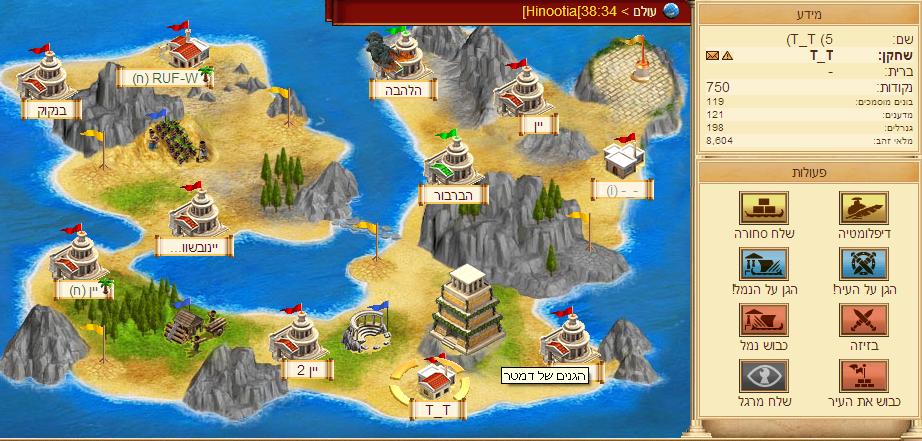 עולם > Hinootia[38:34]
RUF-W (ח)
בנקוק
הלהבה
יין
הברבור
- - (ו)
יינובשוו...
יין (ח)
יין 2
הגנים של דמטר
T_T
מידע
שם: T_T (5)
שחקן: T_T
ברית: -
נקודות: 750
בונים מוסמכים: 119
מדענים: 121
גנרלים: 198
מלאי זהב: 8,604
פעולות
דיפלומטיה
שלח סחורה
הגן על העיר!
הגן על הנמל!
בזיזה
כבוש נמל
כבוש את העיר
שלח מרגל